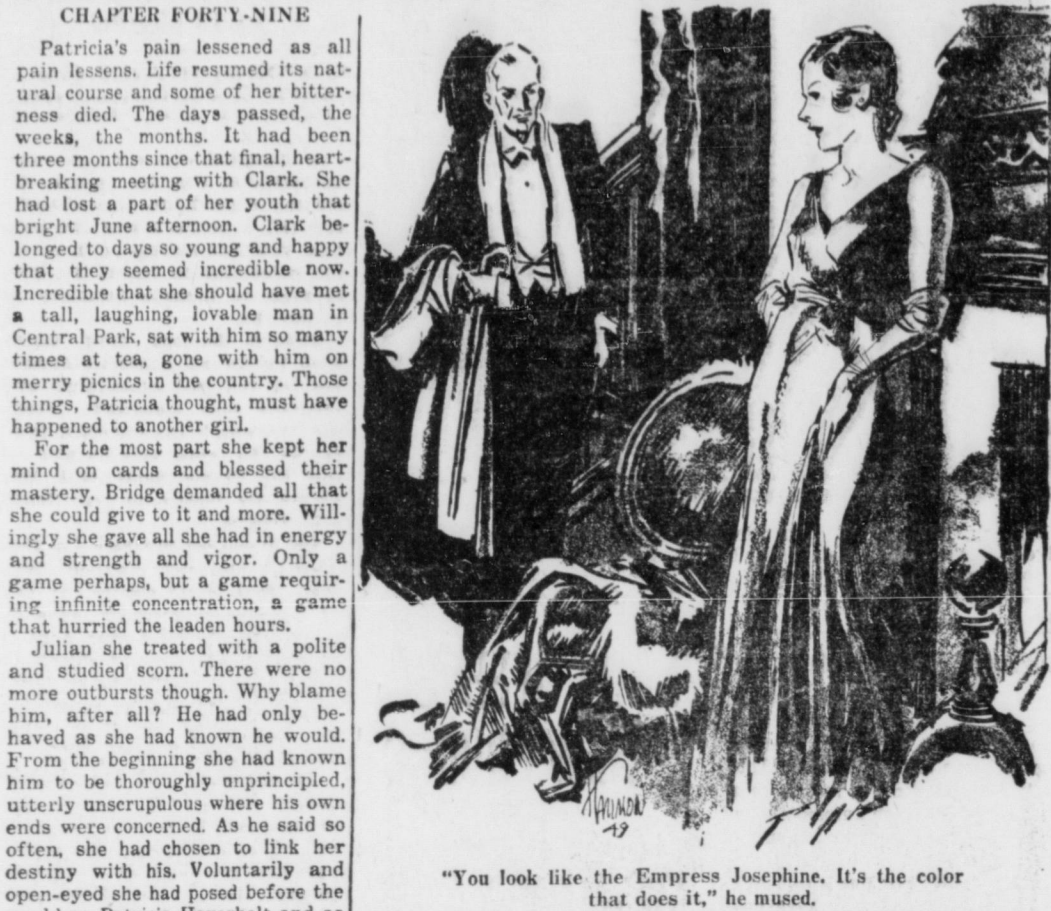 CHAPTER FORTY-NINE
Patricia's pain lessened as all
pain lessens. Life resumed its nat-
ural course and some of her bitter-
ness died. The days passed, the
weeks, the months. It had been
three months since that final, heart-
breaking meeting with Clark. She
had lost a part of her youth that
bright June afternoon. Clark be-
longed to days so young and happy
that they seemed incredible now.
Incredible that she should have met
a tall, laughing, lovable man in
Central Park, sat with him so many
times at tea, gone with him on
merry picnics in the country. Those
things, Patricia thought, must have
happened to another girl.
For the most part she kept her
mind on cards and blessed their
mastery. Bridge demanded all that
she could give to it and more. Will-
ingly she gave all she had in energy
and strength and vigor. Only a
game perhaps, but a game requir-
ing infinite concentration, a game
that hurried the leaden hours.
Julian she treated with a polite
and studied scorn. There were no
more outbursts though. Why blame
him, after all? He had only be-
haved as she had known he would.
From the beginning she had known
him to be thoroughly unprincipled,
utterly unscrupulous where his own
ends were concerned. As he said so
often, she had chosen to link her
destiny with his. Voluntarily and
open-eyed she had posed before the
49
"You look like the Empress Josephine. It's the color
that does it," he mused.